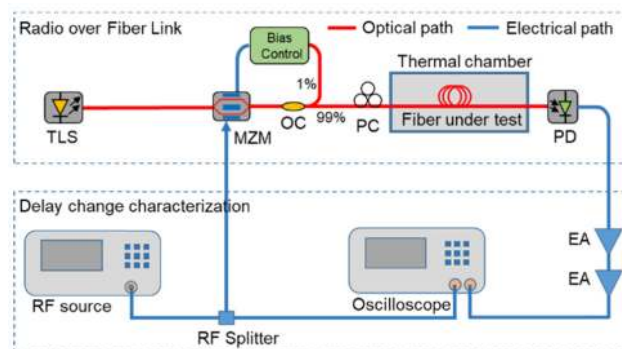 Radio over Fiber Link
Optical path
Electrical path
Bias
Control
Thermal chamber
1%
99%
TLS
MZM
OC
PC
Fiber under test
PD
Delay change characterization
EA
EA
RF source
Oscilloscope
RF Splitter